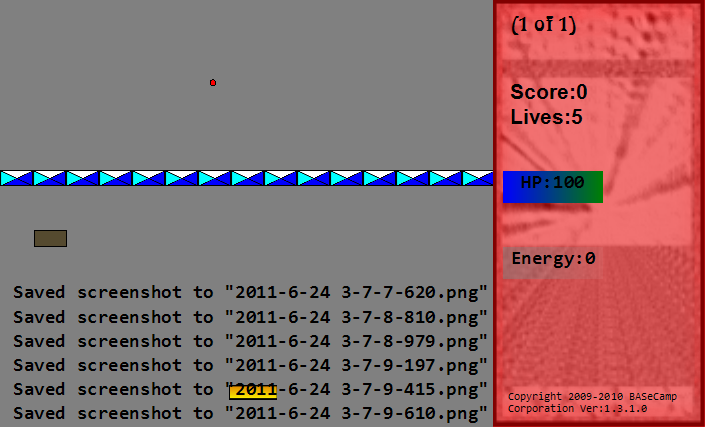 (1 of 1)
Score:0
Lives:5
HP:100
Energy:0
Saved screenshot to "2011-6-24 3-7-7-620.png"
Saved screenshot to "2011-6-24 3-7-8-810.png"
Saved screenshot to "2011-6-24 3-7-8-979.png"
Saved screenshot to "2011-6-24 3-7-9-197.png"
Saved screenshot to "2011-6-24 3-7-9-415.png"
Saved screenshot to "2011-6-24 3-7-9-610.png"
Copyright 2009-2010 BASeCamp
Corporation Ver:1.3.1.0